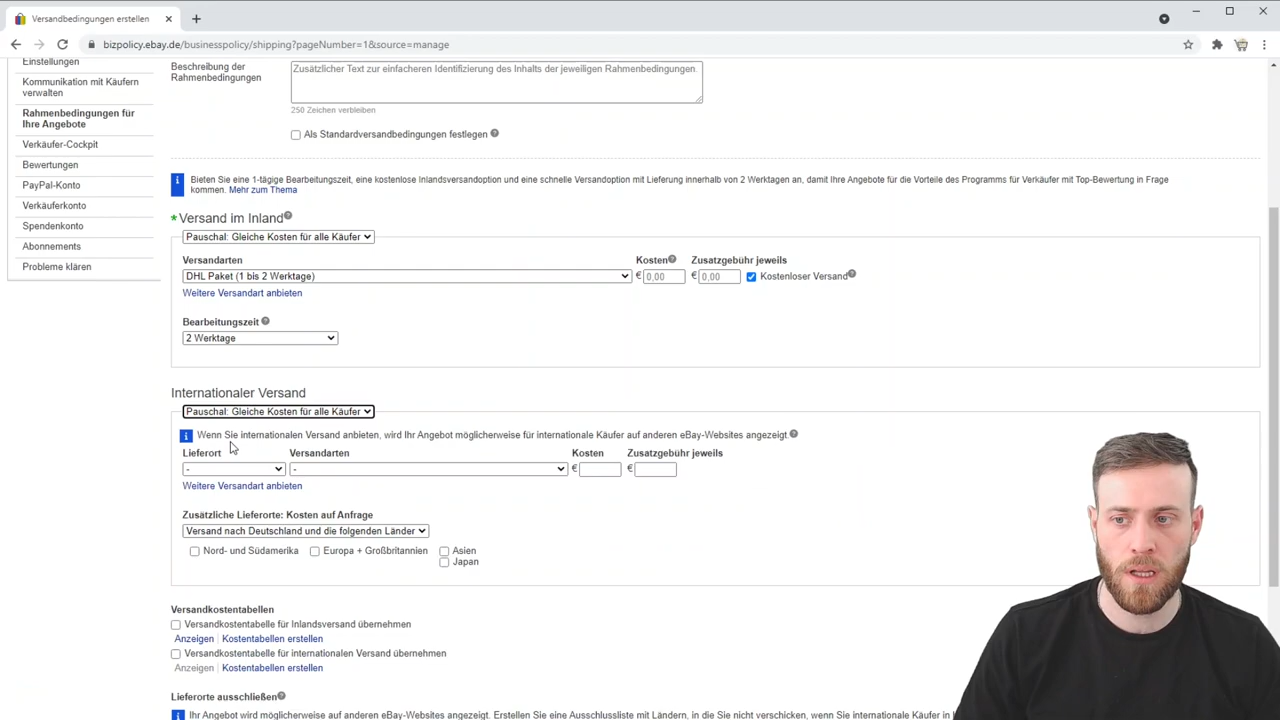 Versandbedingungen erstellen
bizpolicy.ebay.de/businesspolicy/shipping?pageNumber=1&source=manage
Einstellungen
Kommunikation mit Käufern
verwalten
Rahmenbedingungen für
Ihre Angebote
Verkäufer-Cockpit
Bewertungen
PayPal-Konto
Verkäuferkonto
Spendenkonto
Abonnements
Probleme klären
Beschreibung der
Rahmenbedingungen
Zusätzlicher Text zur einfacheren Identifizierung des Inhalts der jeweiligen Rahmenbedingungen.
250 Zeichen verbleiben
Als Standardversandbedingungen festlegen
Bieten Sie eine 1-tägige Bearbeitungszeit, eine kostenlose Inlandsversandoption und eine schnelle Versandoption mit Lieferung innerhalb von 2 Werktagen an, damit Ihre Angebote für die Vorteile des Programms für Verkäufer mit Top-Bewertung in Frage
kommen. Mehr zum Thema
* Versand im Inland
Pauschal: Gleiche Kosten für alle Käufer
Versandarten Kosten Zusatzgebühr jeweils
DHL Paket (1 bis 2 Werktage) € 0,00 € 0,00 Kostenloser Versand
Weitere Versandart anbieten
Bearbeitungszeit
2 Werktage
Internationaler Versand
Pauschal: Gleiche Kosten für alle Käufer
Wenn Sie internationalen Versand anbieten, wird Ihr Angebot möglicherweise für internationale Käufer auf anderen eBay-Websites angezeigt.
Lieferort Versandarten Kosten Zusatzgebühr jeweils
- - € €
Weitere Versandart anbieten
Zusätzliche Lieferorte: Kosten auf Anfrage
Versand nach Deutschland und die folgenden Länder
Nord- und Südamerika Europa + Großbritannien Asien
Japan
Versandkostentabellen
Versandkostentabelle für Inlandsversand übernehmen
Anzeigen | Kostentabellen erstellen
Versandkostentabelle für internationalen Versand übernehmen
Anzeigen | Kostentabellen erstellen
Lieferorte ausschließen
Ihr Angebot wird möglicherweise auf anderen eBay-Websites angezeigt. Erstellen Sie eine Ausschlussliste mit Ländern, in die Sie nicht verschicken, wenn Sie internationale Käufer in